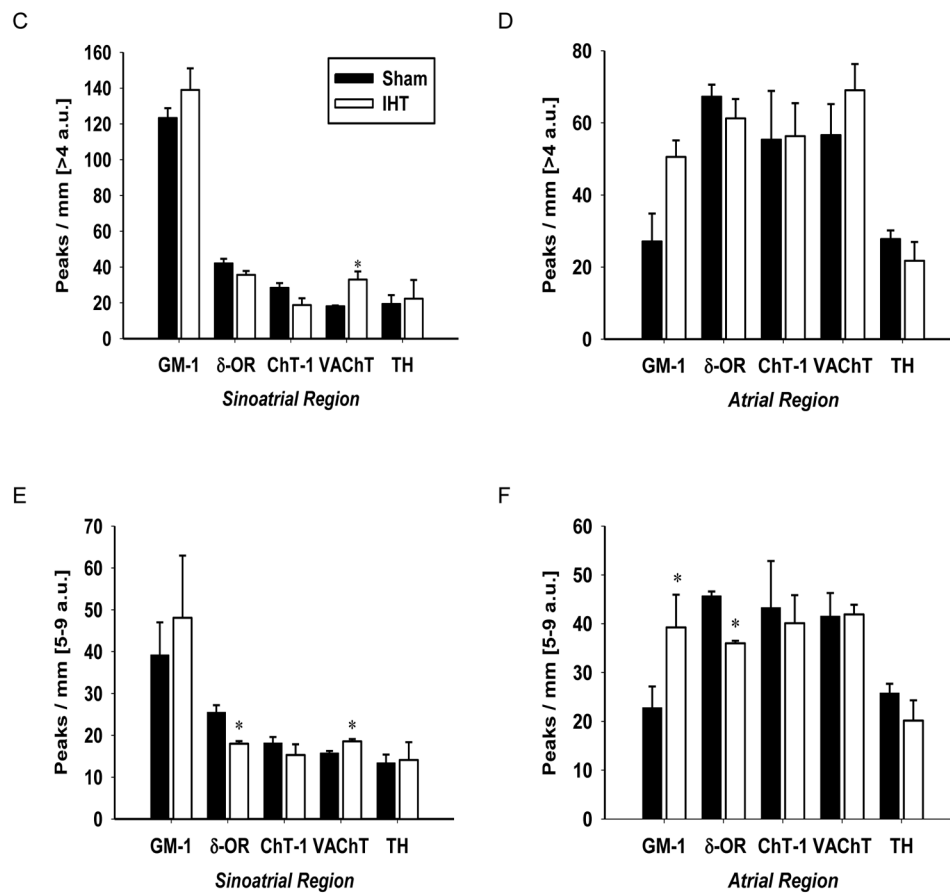 C
160
140
120
100
80
60
40
20
0
Peaks / mm [>4 a.u.]
Sham
IHT
*
GM-1 δ-OR ChT-1 VAChT TH
Sinoatrial Region
D
80
60
40
20
0
Peaks / mm [>4 a.u.]
GM-1 δ-OR ChT-1 VAChT TH
Atrial Region
E
70
60
50
40
30
20
10
0
Peaks / mm [5-9 a.u.]
* *
GM-1 δ-OR ChT-1 VAChT TH
Sinoatrial Region
F
60
50
40
30
20
10
0
Peaks / mm [5-9 a.u.]
*
*
GM-1 δ-OR ChT-1 VAChT TH
Atrial Region